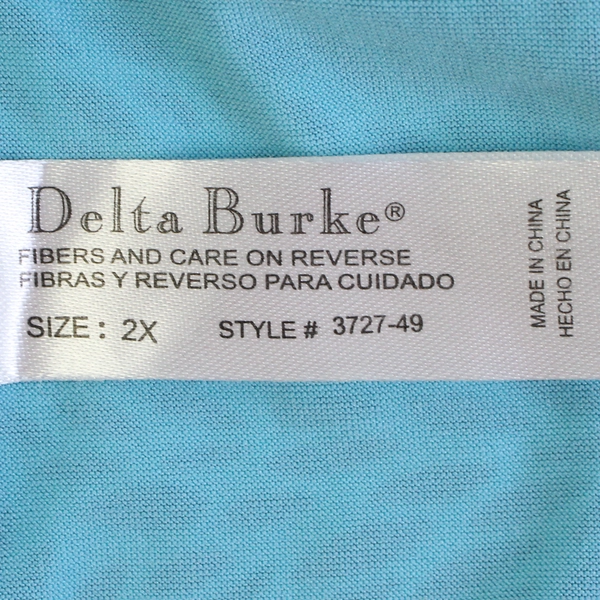 Delta Burke®
FIBERS AND CARE ON REVERSE
FIBRAS Y REVERSO PARA CUIDADO
SIZE: 2X STYLE # 3727-49
MADE IN CHINA
HECHO EN CHINA